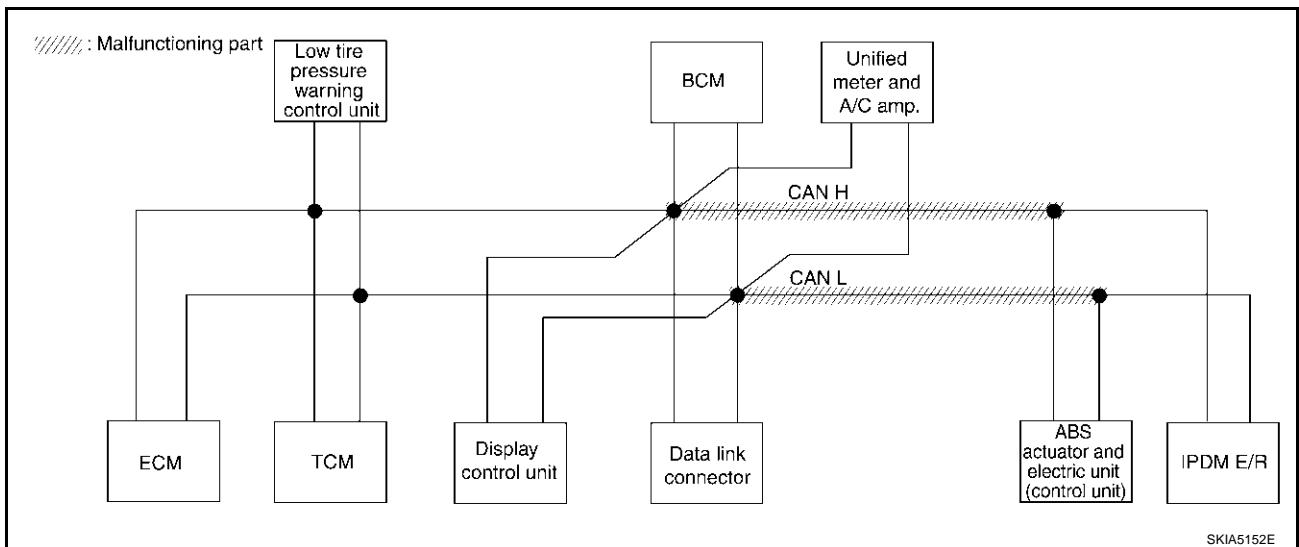 : Malfunctioning part
Low tire
pressure
warning
control unit
BCM
Unified
meter and
A/C amp.
CAN H
CAN L
ECM
TCM
Display
control unit
Data link
connector
ABS
actuator and
electric unit
(control unit)
IPDM E/R
SKIA5152E